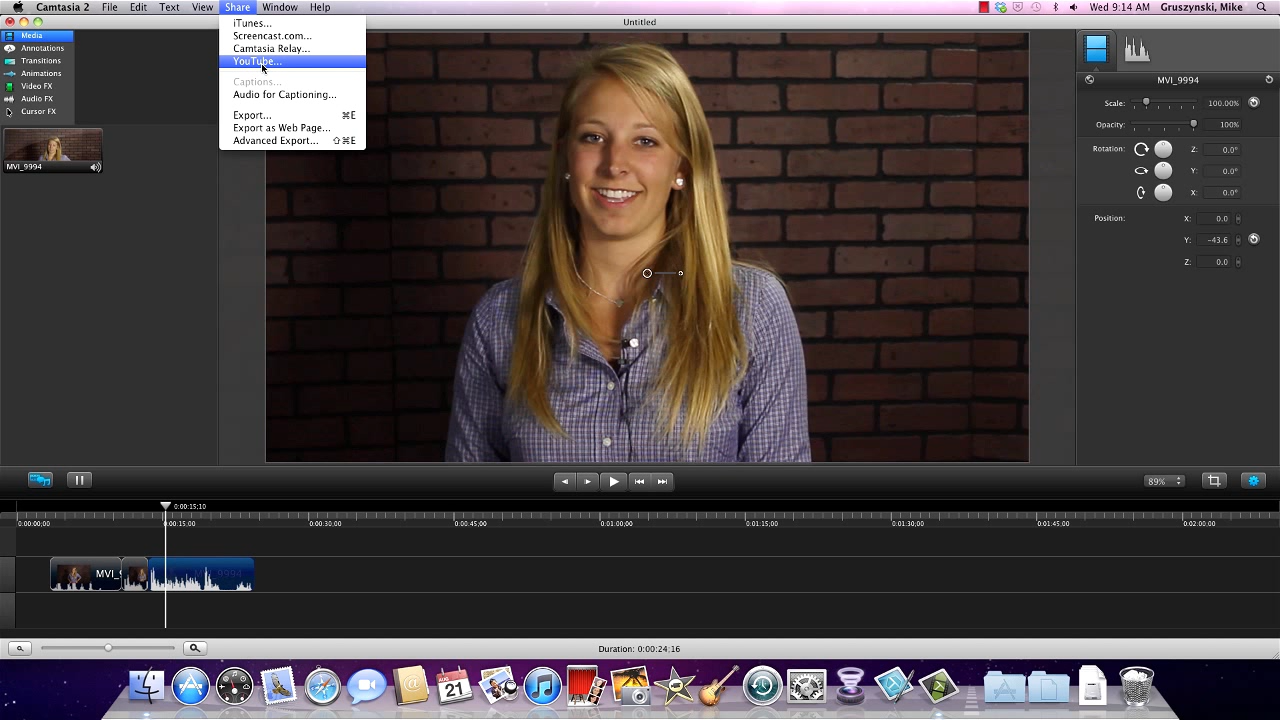 Camtasia 2 File Edit Text View Share Window Help Wed 9:14 AM Gruszynski, Mike
Untitled
Media
Annotations
Transitions
Animations
Video FX
Audio FX
Cursor FX
MVI_9994
iTunes...
Screencast.com...
Camtasia Relay...
YouTube...
Captions...
Audio for Captioning...
Export... ⌘E
Export as Web Page...
Advanced Export... ⇧⌘E
MVI_9994
Scale: 100.00%
Opacity: 100%
Rotation: Z: 0.0°
Y: 0.0°
X: 0.0°
Position: X: 0.0
Y: -43.6
Z: 0.0
89%
0:00:15;10
0:00:00;00 0:00:15;00 0:00:30;00 0:00:45;00 0:01:00;00 0:01:15;00 0:01:30;00 0:01:45;00 0:02:00;00
MVI_9 MVI_9994
Duration: 0:00:24;16
AUG 21